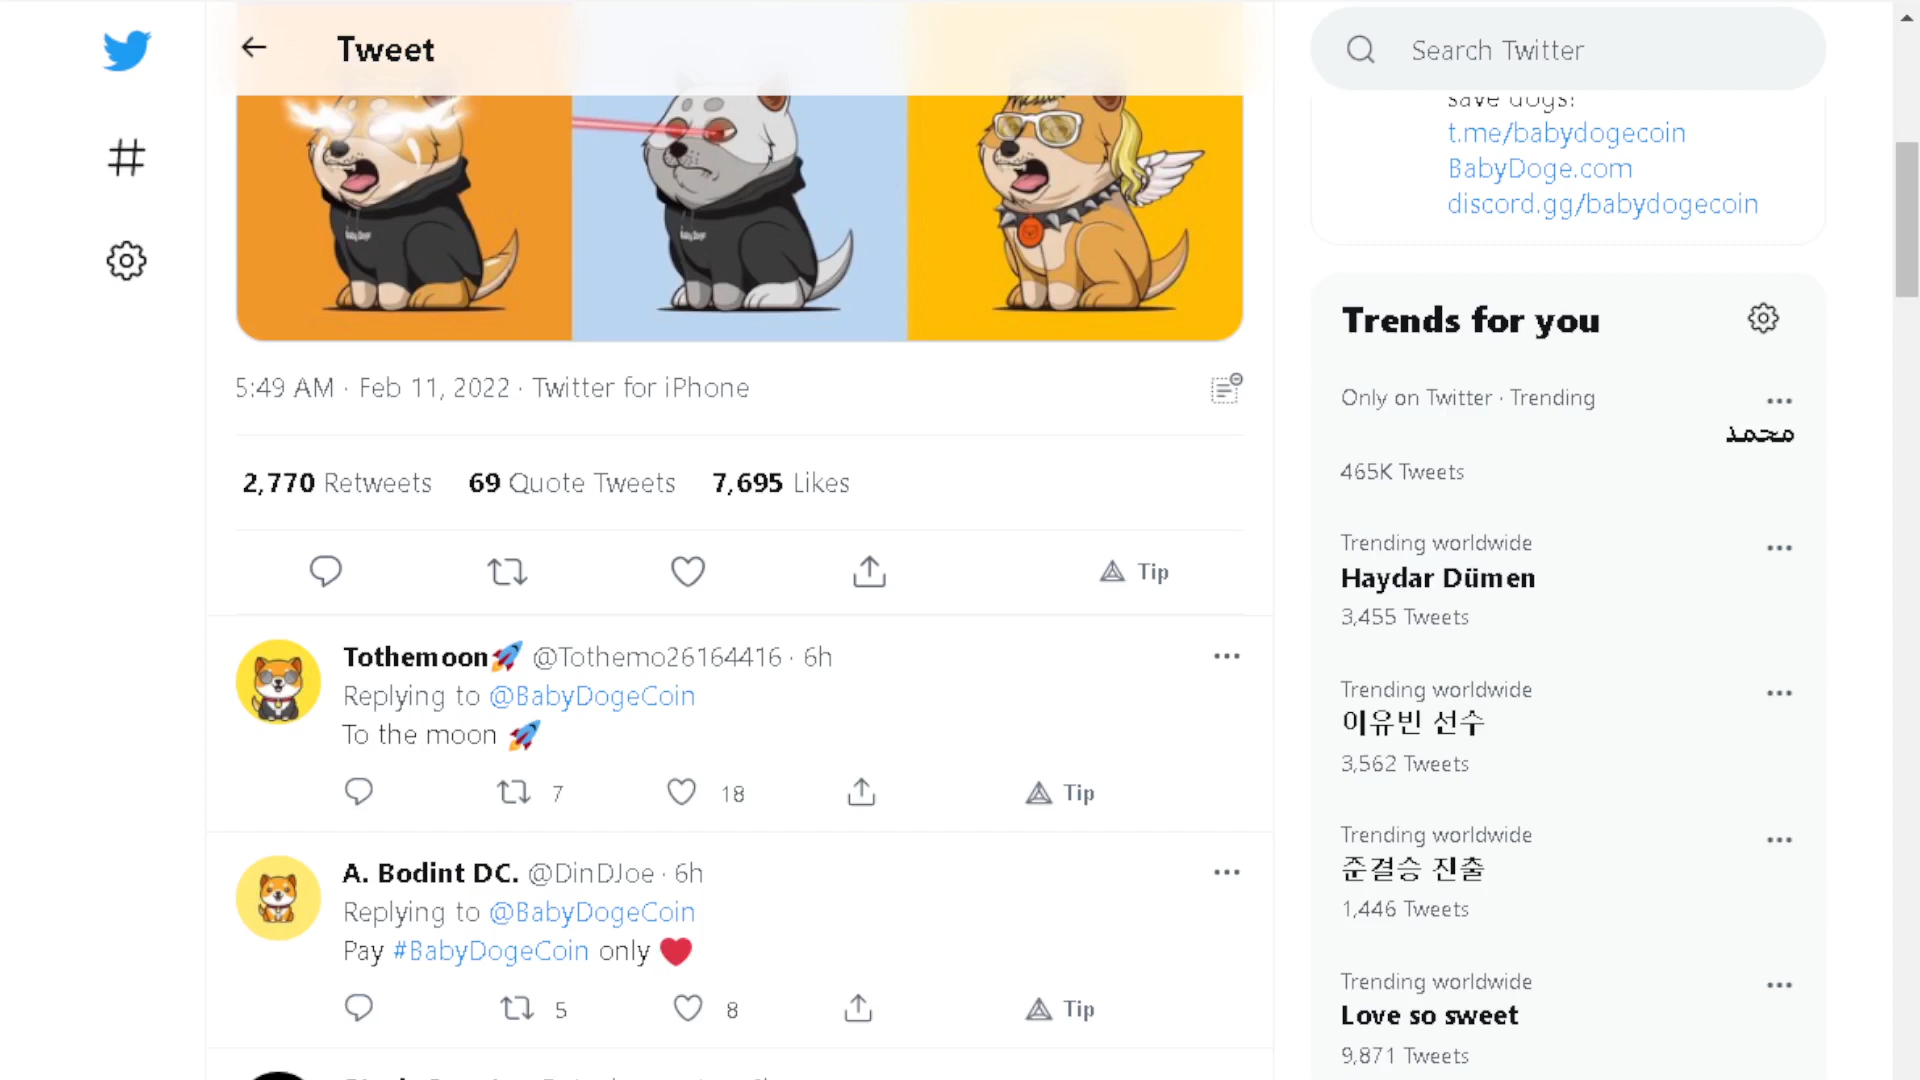 Tweet
Search Twitter
save dogs!
t.me/babydogecoin
BabyDoge.com
discord.gg/babydogecoin
5:49 AM · Feb 11, 2022 · Twitter for iPhone
2,770 Retweets 69 Quote Tweets 7,695 Likes
Tip
Tothemoon🚀 @Tothemo26164416 · 6h
Replying to @BabyDogeCoin
To the moon 🚀
7 18 Tip
A. Bodint DC. @DinDJoe · 6h
Replying to @BabyDogeCoin
Pay #BabyDogeCoin only ❤️
5 8 Tip
Trends for you
Only on Twitter · Trending
محمد
465K Tweets
Trending worldwide
Haydar Dümen
3,455 Tweets
Trending worldwide
이유빈 선수
3,562 Tweets
Trending worldwide
준결승 진출
1,446 Tweets
Trending worldwide
Love so sweet
9,871 Tweets